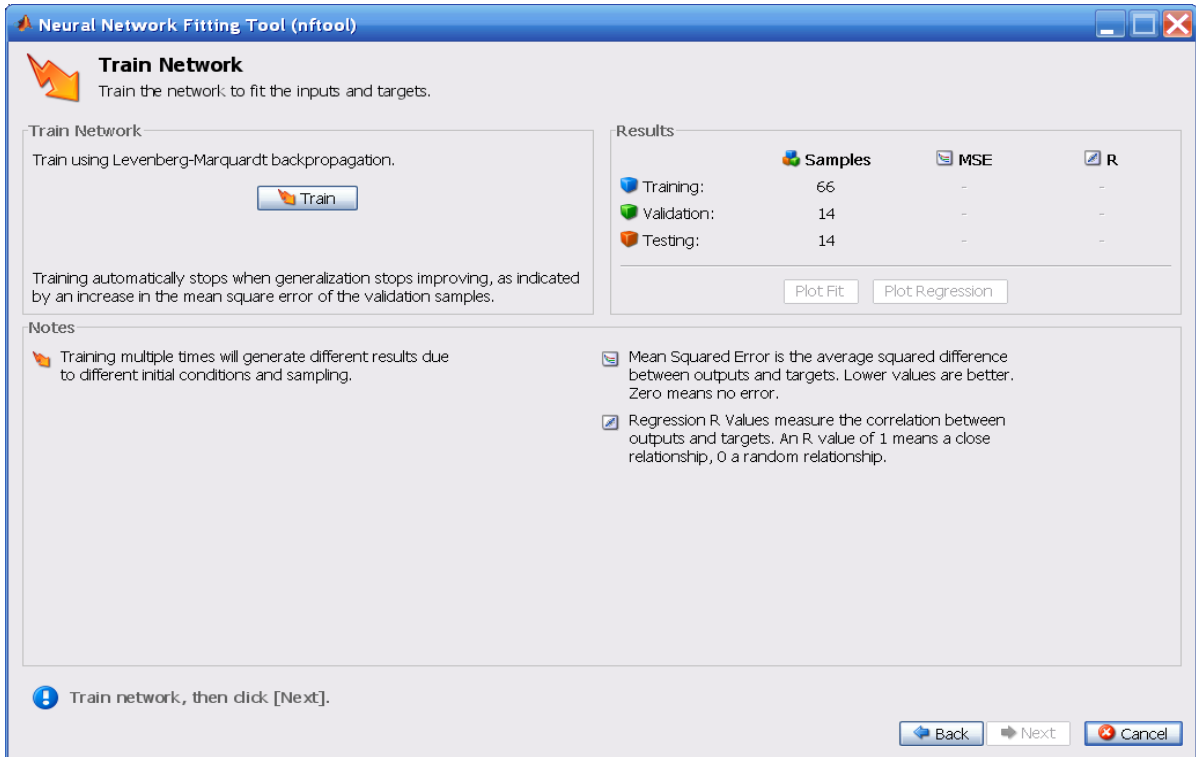 Neural Network Fitting Tool (nftool)
Train Network
Train the network to fit the inputs and targets.
Train Network
Train using Levenberg-Marquardt backpropagation.
Train
Training automatically stops when generalization stops improving, as indicated
by an increase in the mean square error of the validation samples.
Results
Samples MSE R
Training: 66 - -
Validation: 14 - -
Testing: 14 - -
Plot Fit Plot Regression
Notes
Training multiple times will generate different results due
to different initial conditions and sampling.
Mean Squared Error is the average squared difference
between outputs and targets. Lower values are better.
Zero means no error.
Regression R Values measure the correlation between
outputs and targets. An R value of 1 means a close
relationship, 0 a random relationship.
Train network, then click [Next].
Back Next Cancel